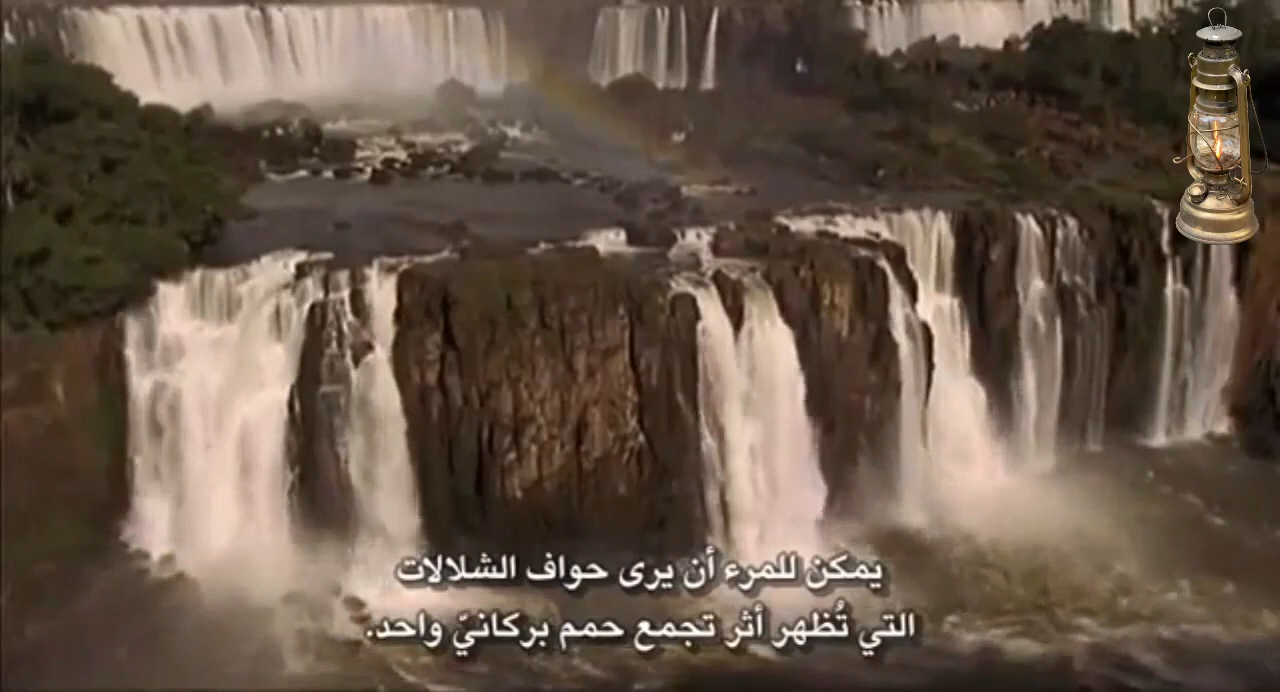 يمكن للمرء أن يرى حواف الشلالات
التي تُظهر أثر تجمع حمم بركانيّ واحد.